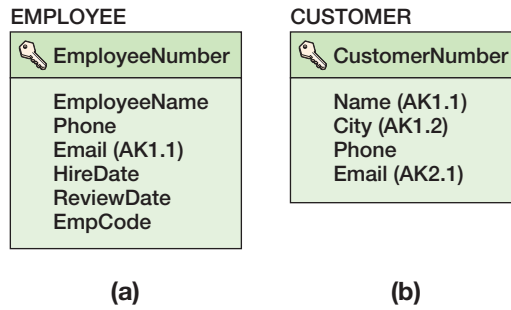 EMPLOYEE
EmployeeNumber
EmployeeName
Phone
Email (AK1.1)
HireDate
ReviewDate
EmpCode
(a)
CUSTOMER
CustomerNumber
Name (AK1.1)
City (AK1.2)
Phone
Email (AK2.1)
(b)